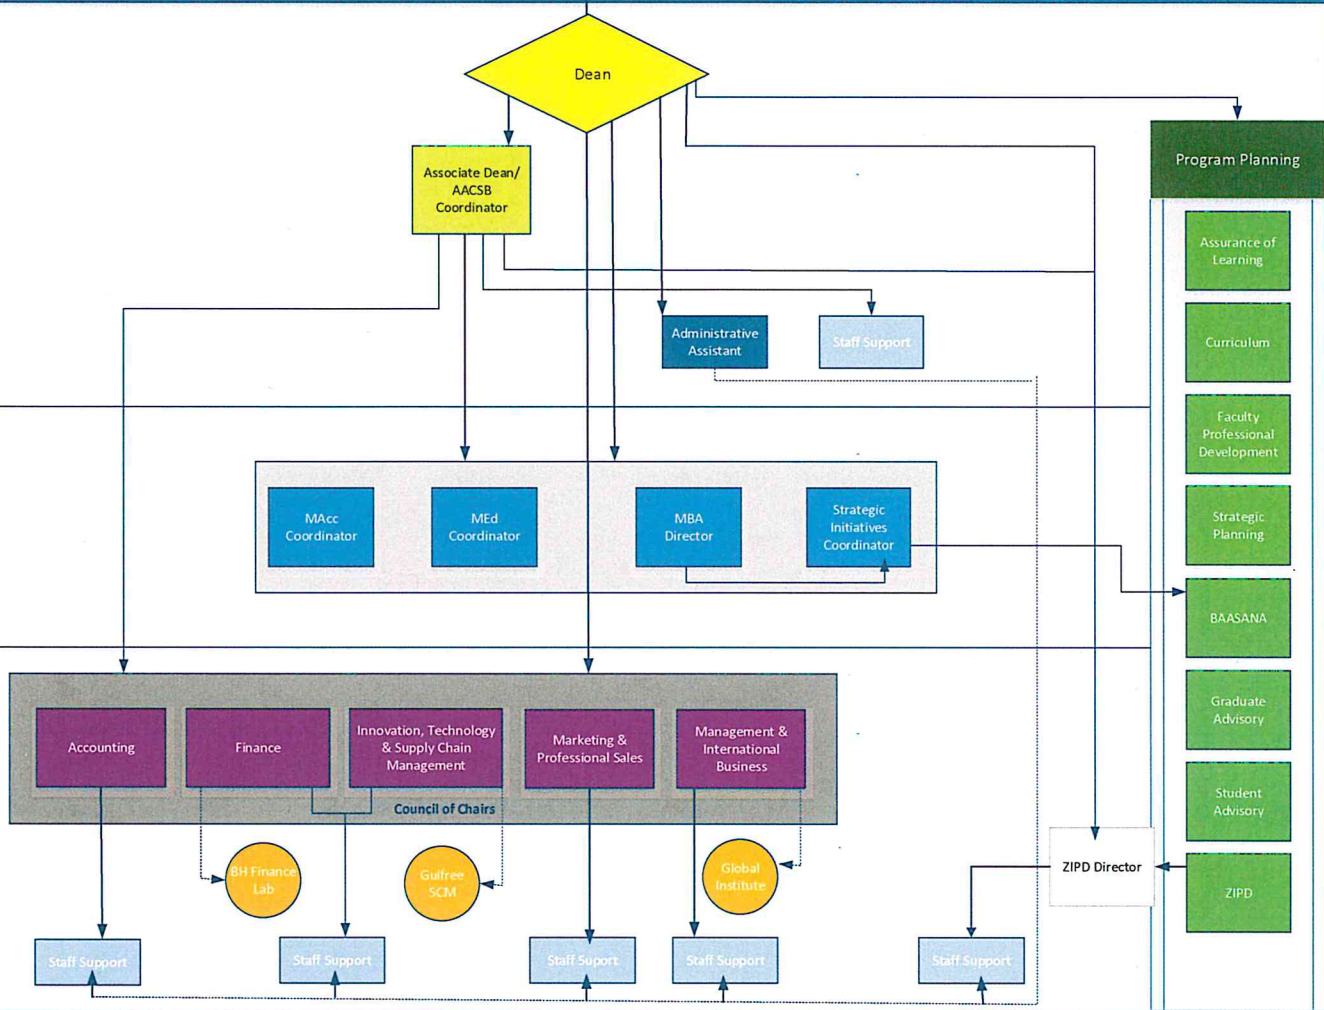 Dean
Program Planning
Associate Dean/
AACSB
Coordinator
Assurance of
Learning
Administrative
Assistant
Staff Support
Curriculum
Faculty
Professional
Development
MAcc
Coordinator
MEd
Coordinator
MBA
Director
Strategic
Initiatives
Coordinator
Strategic
Planning
BAASANA
Graduate
Advisory
Accounting
Finance
Innovation, Technology
& Supply Chain
Management
Marketing &
Professional Sales
Management &
International
Business
Council of Chairs
Student
Advisory
BH Finance
Lab
Gulfree
SCM
Global
Institute
ZIPD Director
ZIPD
Staff Support
Staff Support
Staff Suport
Staff Support
Staff Support